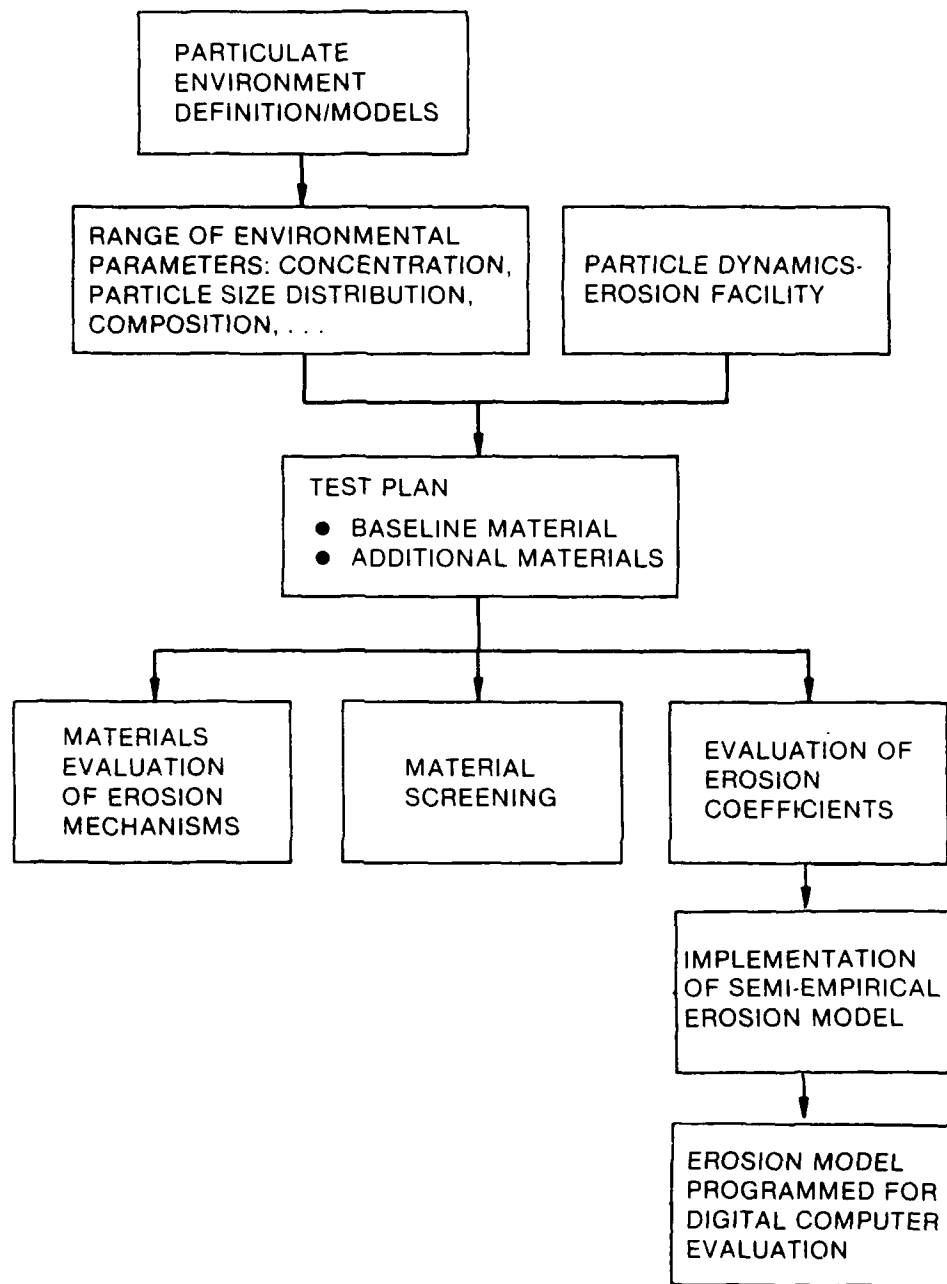 PARTICULATE
ENVIRONMENT
DEFINITION/MODELS
RANGE OF ENVIRONMENTAL
PARAMETERS: CONCENTRATION,
PARTICLE SIZE DISTRIBUTION,
COMPOSITION, . . .
PARTICLE DYNAMICS-
EROSION FACILITY
TEST PLAN
● BASELINE MATERIAL
● ADDITIONAL MATERIALS
MATERIALS
EVALUATION
OF EROSION
MECHANISMS
MATERIAL
SCREENING
EVALUATION OF
EROSION
COEFFICIENTS
IMPLEMENTATION
OF SEMI-EMPIRICAL
EROSION MODEL
EROSION MODEL
PROGRAMMED FOR
DIGITAL COMPUTER
EVALUATION